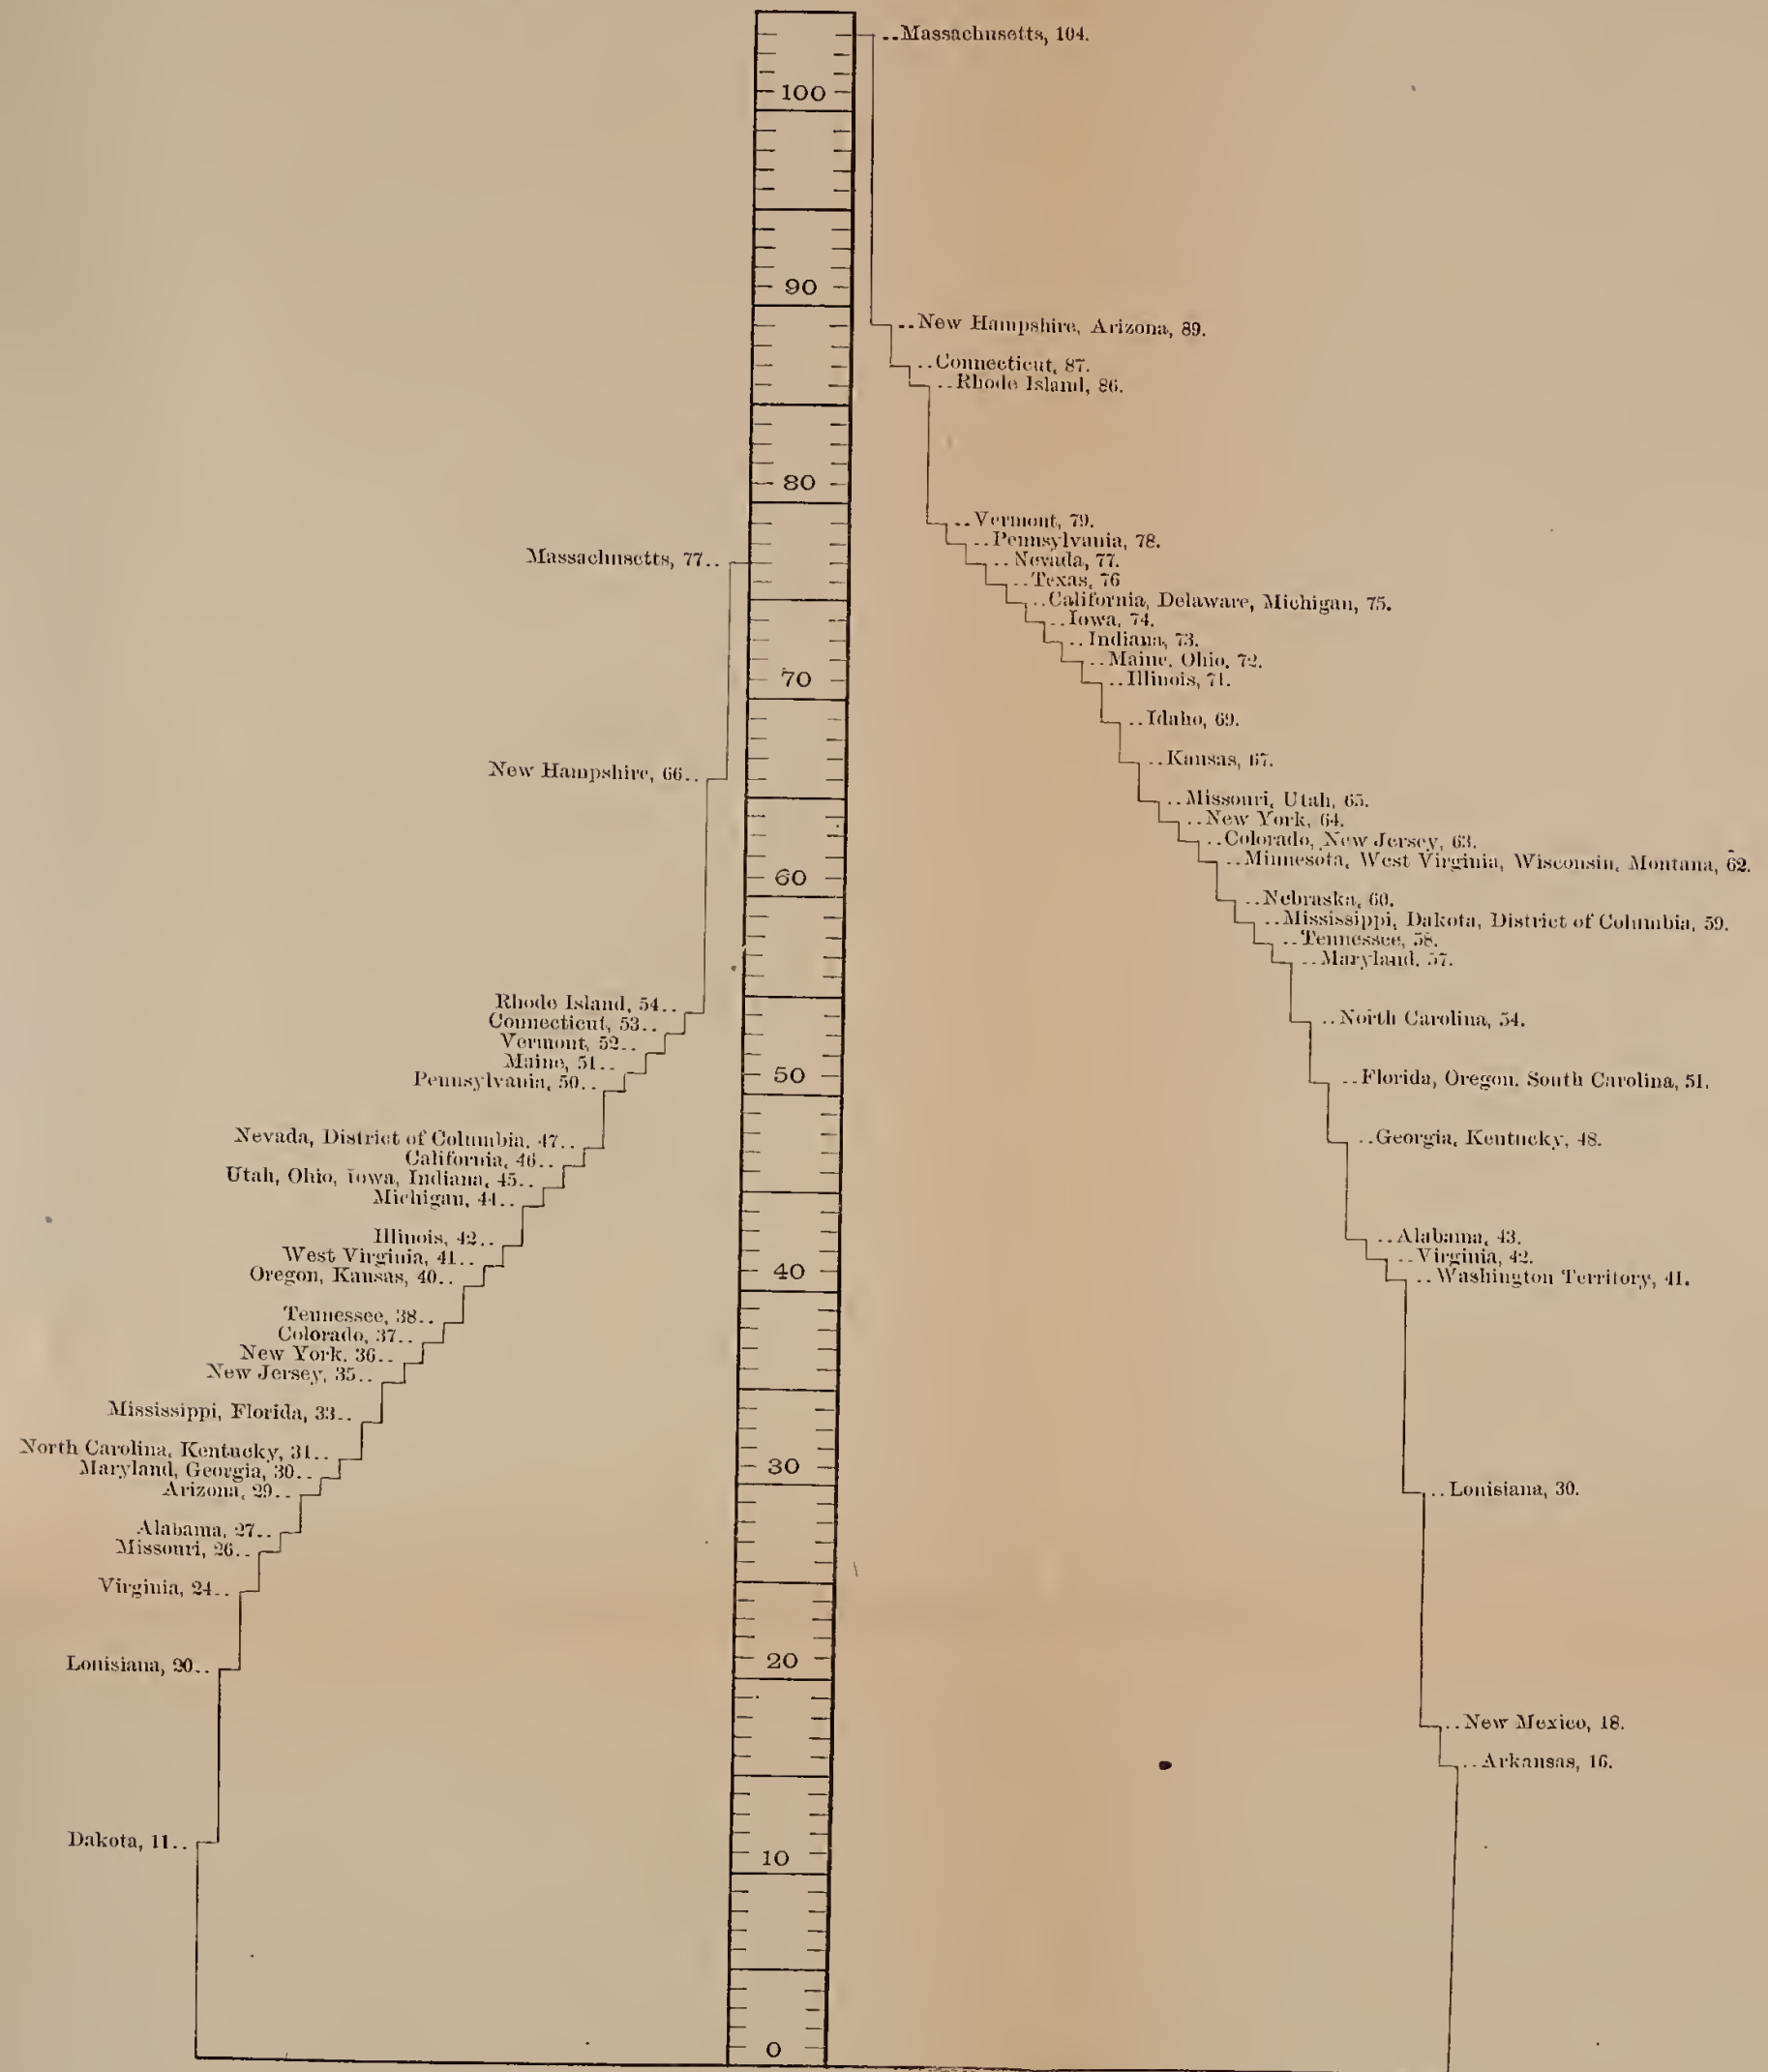 Massachusetts, 104.
100
90
New Hampshire, Arizona, 89.
Connecticut, 87.
Rhode Island, 86.
80
Vermont, 79.
Pennsylvania, 78.
Massachusetts, 77..
Nevada, 77.
Texas, 76
California, Delaware, Michigan, 75.
Iowa, 74.
Indiana, 73.
Maine, Ohio, 72.
Illinois, 71.
70
Idaho, 69.
Kansas, 67.
New Hampshire, 66..
Missouri, Utah, 65.
New York, 64.
Colorado, New Jersey, 63.
Minnesota, West Virginia, Wisconsin, Montana, 62.
60
Nebraska, 60.
Mississippi, Dakota, District of Columbia, 59.
Tennessee, 58.
Maryland, 57.
Rhode Island, 54..
North Carolina, 54.
Connecticut, 53..
Vermont, 52..
Maine, 51..
Pennsylvania, 50..
50
Florida, Oregon. South Carolina, 51.
Nevada, District of Columbia, 47..
Georgia, Kentucky, 48.
California, 46..
Utah, Ohio, Iowa, Indiana, 45..
Michigan, 44..
Illinois, 42..
Alabama, 43.
West Virginia, 41..
Virginia, 42.
Oregon, Kansas, 40..
40
Washington Territory, 41.
Tennessee, 38..
Colorado, 37..
New York. 36..
New Jersey, 35..
Mississippi, Florida, 33..
North Carolina, Kentucky, 31..
Maryland, Georgia, 30..
30
Arizona, 29..
Louisiana, 30.
Alabama, 27..
Missouri, 26..
Virginia, 24..
Louisiana, 20..
20
New Mexico, 18.
Arkansas, 16.
Dakota, 11..
10
0